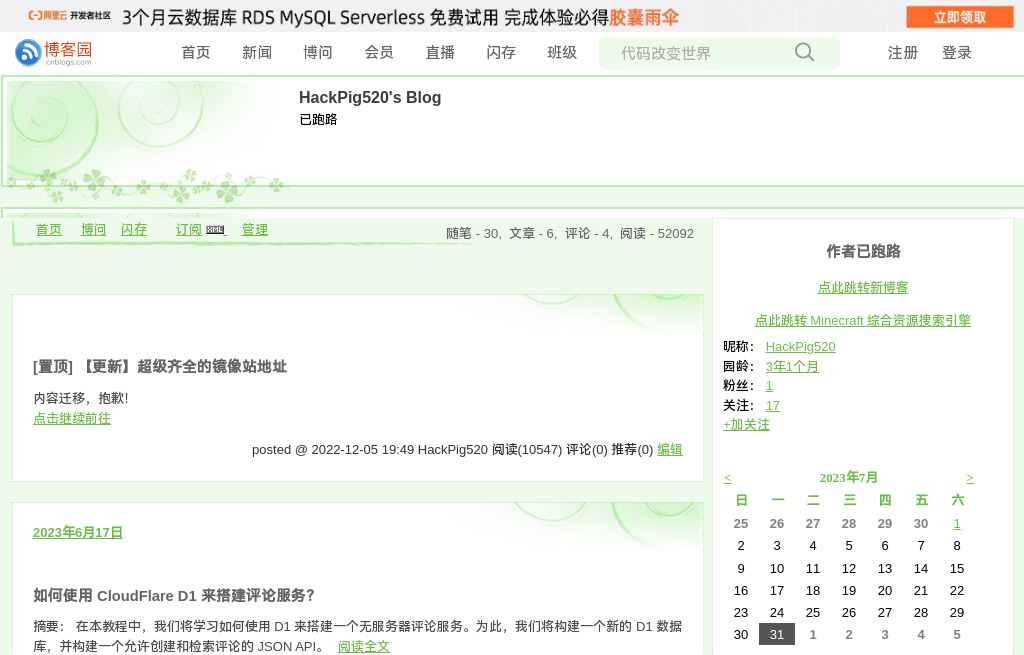 阿里云 开发者社区 3个月云数据库 RDS MySQL Serverless 免费试用 完成体验必得胶囊雨伞 立即领取
博客园 cnblogs.com 首页 新闻 博问 会员 直播 闪存 班级 代码改变世界 注册 登录
HackPig520's Blog
已跑路
首页 博问 闪存 订阅 XML 管理
随笔 - 30, 文章 - 6, 评论 - 4, 阅读 - 52092
[置顶] 【更新】超级齐全的镜像站地址
内容迁移，抱歉！
点击继续前往
posted @ 2022-12-05 19:49 HackPig520 阅读(10547) 评论(0) 推荐(0) 编辑
2023年6月17日
如何使用 CloudFlare D1 来搭建评论服务？
摘要： 在本教程中，我们将学习如何使用 D1 来搭建一个无服务器评论服务。为此，我们将构建一个新的 D1 数据
库，并构建一个允许创建和检索评论的 JSON API。 阅读全文
作者已跑路
点此跳转新博客
点此跳转 Minecraft 综合资源搜索引擎
昵称： HackPig520
园龄： 3年1个月
粉丝： 1
关注： 17
+加关注
< 2023年7月 >
日 一 二 三 四 五 六
25 26 27 28 29 30 1
2 3 4 5 6 7 8
9 10 11 12 13 14 15
16 17 18 19 20 21 22
23 24 25 26 27 28 29
30 31 1 2 3 4 5